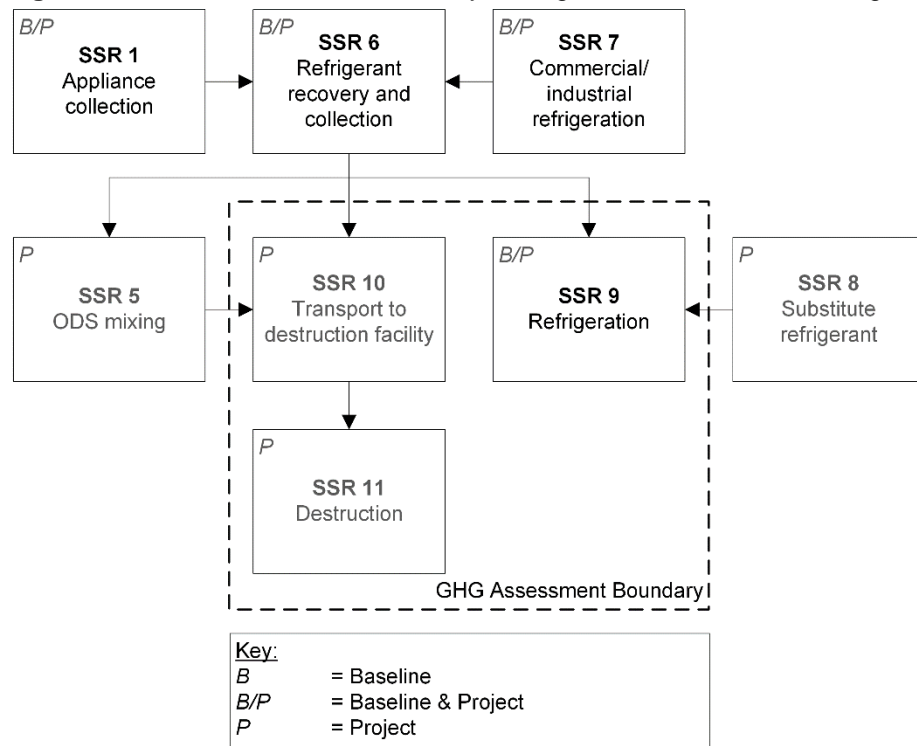 B/P
SSR 1
Appliance
collection
B/P
SSR 6
Refrigerant
recovery and
collection
B/P
SSR 7
Commercial/
industrial
refrigeration
P
SSR 5
ODS mixing
P
SSR 10
Transport to
destruction facility
B/P
SSR 9
Refrigeration
P
SSR 8
Substitute
refrigerant
P
SSR 11
Destruction
GHG Assessment Boundary
Key:
B = Baseline
B/P = Baseline & Project
P = Project